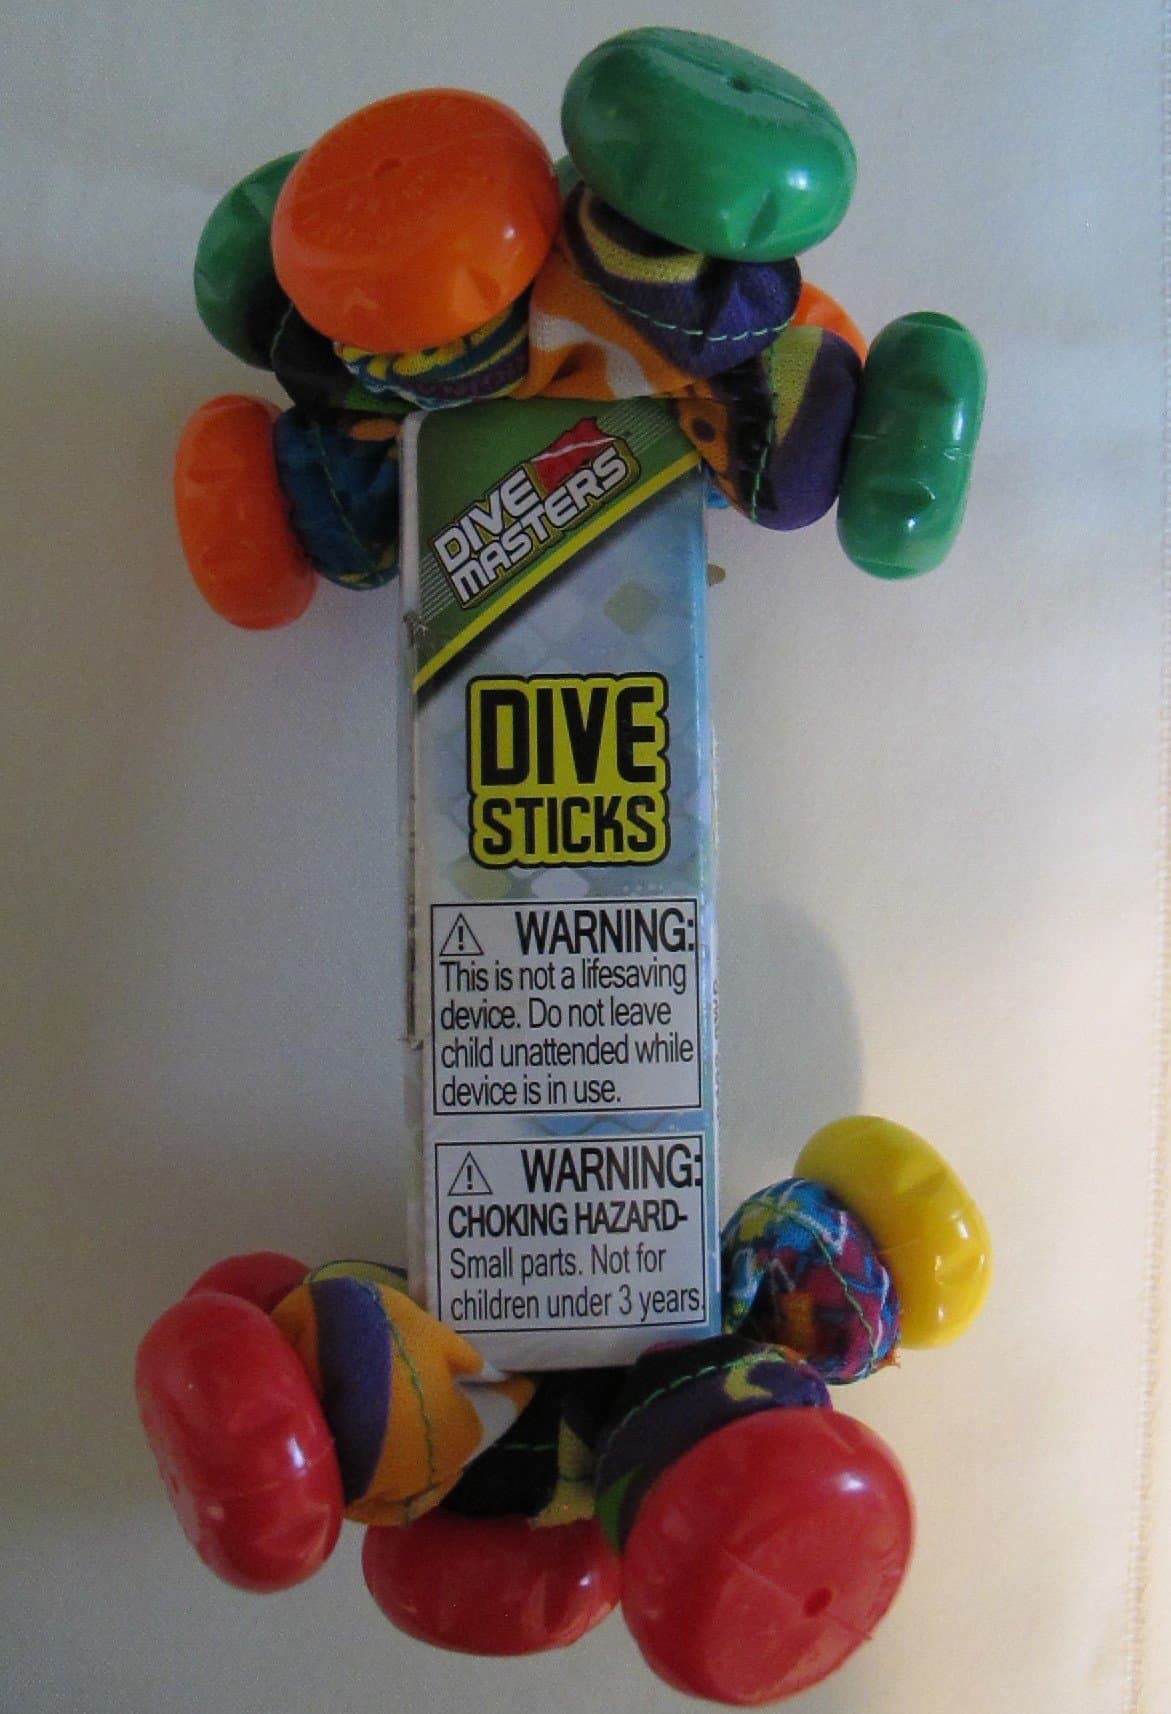 DIVE
MASTERS
DIVE
STICKS
WARNING:
This is not a lifesaving
device. Do not leave
child unattended while
device is in use.
WARNING:
CHOKING HAZARD-
Small parts. Not for
children under 3 years.